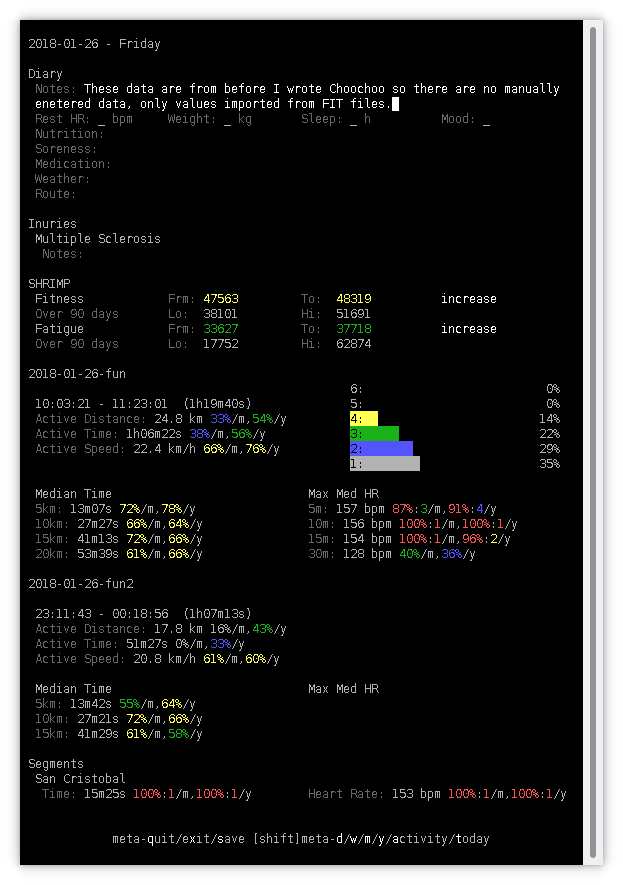 2018-01-26 - Friday
Diary
Notes: These data are from before I wrote Choochoo so there are no manually
enetered data, only values imported from FIT files.
Rest HR: _ bpm Weight: _ kg Sleep: _ h Mood: _
Nutrition:
Soreness:
Medication:
Weather:
Route:
Inuries
Multiple Sclerosis
Notes:
SHRIMP
Fitness Frm: 47563 To: 48319 increase
Over 90 days Lo: 38101 Hi: 51691
Fatigue Frm: 33627 To: 37718 increase
Over 90 days Lo: 17752 Hi: 62874
2018-01-26-fun
6: 0%
10:03:21 - 11:23:01 (1h19m40s) 5: 0%
Active Distance: 24.8 km 33%/m,54%/y 4: 14%
Active Time: 1h06m22s 38%/m,56%/y 3: 22%
Active Speed: 22.4 km/h 66%/m,76%/y 2: 29%
1: 35%
Median Time Max Med HR
5km: 13m07s 72%/m,78%/y 5m: 157 bpm 87%:3/m,91%:4/y
10km: 27m27s 66%/m,64%/y 10m: 156 bpm 100%:1/m,100%:1/y
15km: 41m13s 72%/m,66%/y 15m: 154 bpm 100%:1/m,96%:2/y
20km: 53m39s 61%/m,66%/y 30m: 128 bpm 40%/m,36%/y
2018-01-26-fun2
23:11:43 - 00:18:56 (1h07m13s)
Active Distance: 17.8 km 16%/m,43%/y
Active Time: 51m27s 0%/m,33%/y
Active Speed: 20.8 km/h 61%/m,60%/y
Median Time Max Med HR
5km: 13m42s 55%/m,64%/y
10km: 27m21s 72%/m,66%/y
15km: 41m29s 61%/m,58%/y
Segments
San Cristobal
Time: 15m25s 100%:1/m,100%:1/y Heart Rate: 153 bpm 100%:1/m,100%:1/y
meta-quit/exit/save [shift]meta-d/w/m/y/activity/today